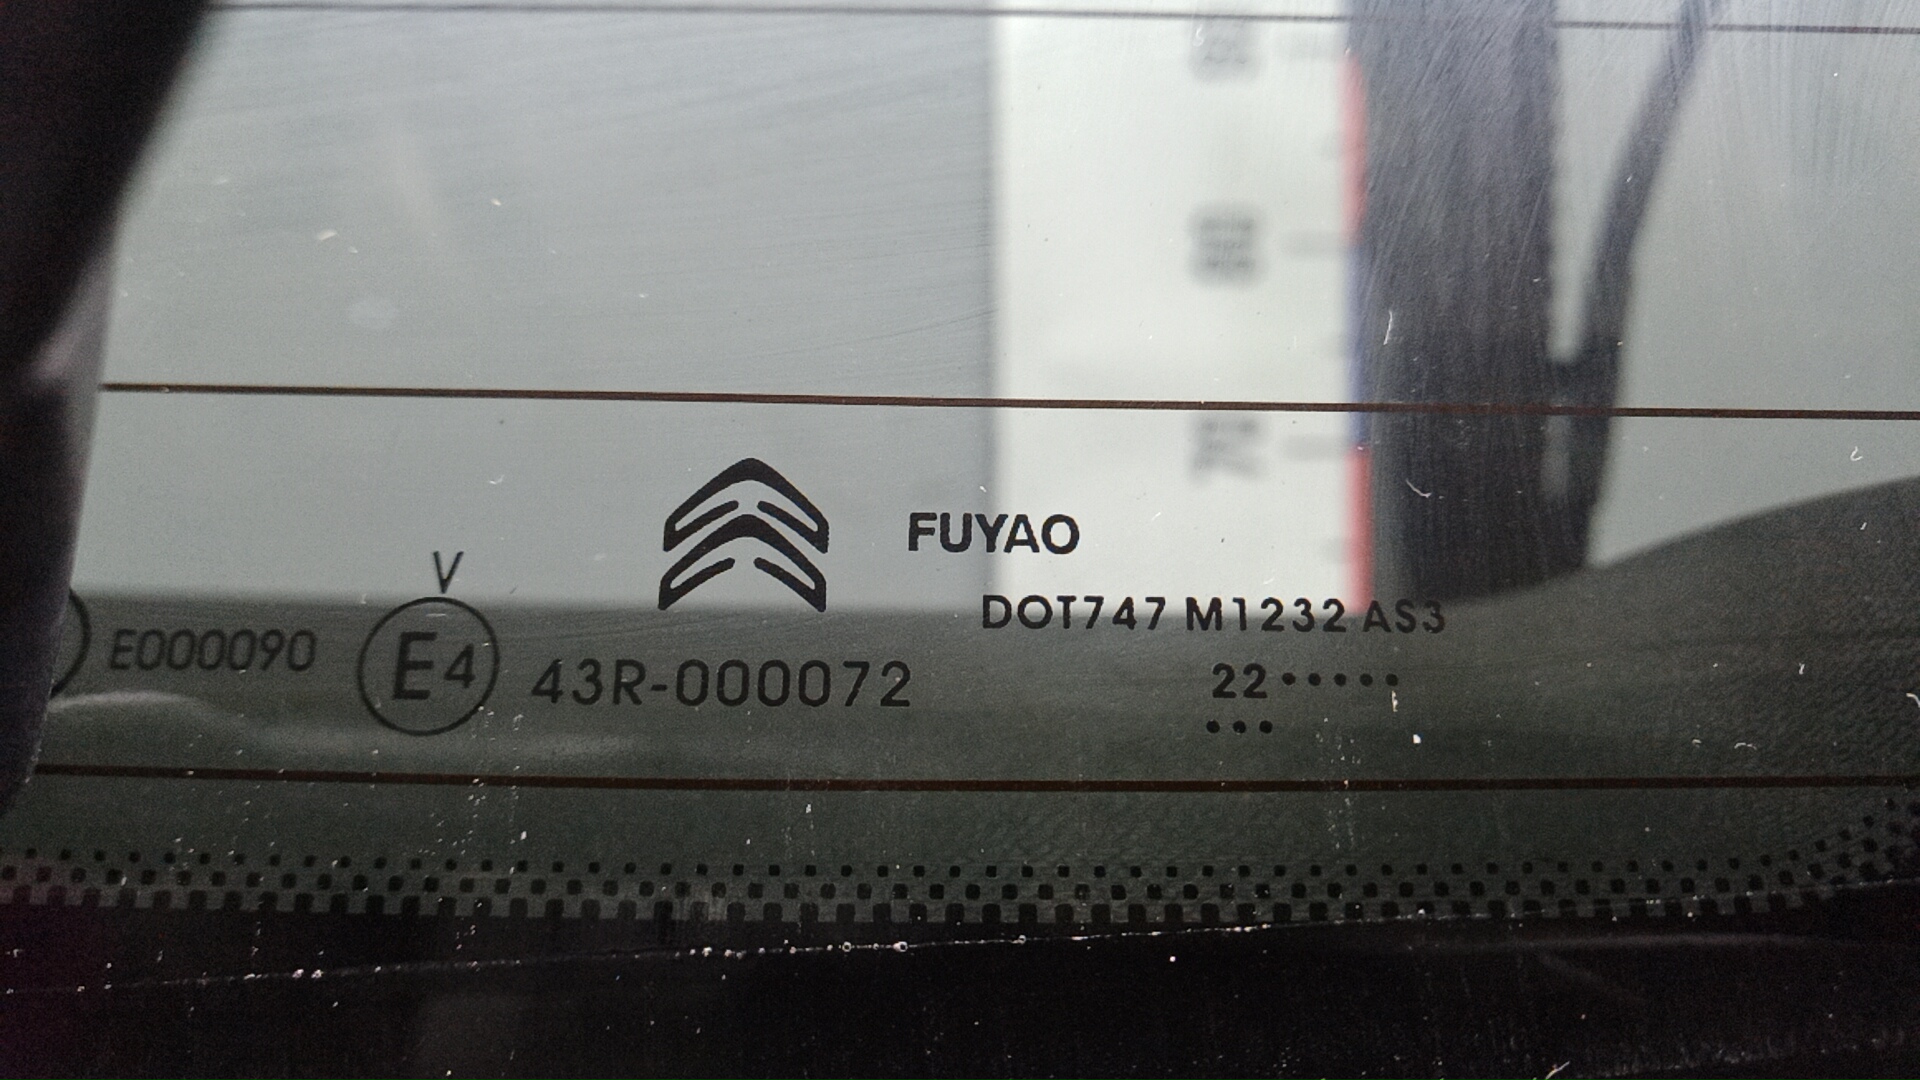 FUYAO
V
DOT747 M1232 AS3
E000090 E4 43R-000072
22•••••
•••